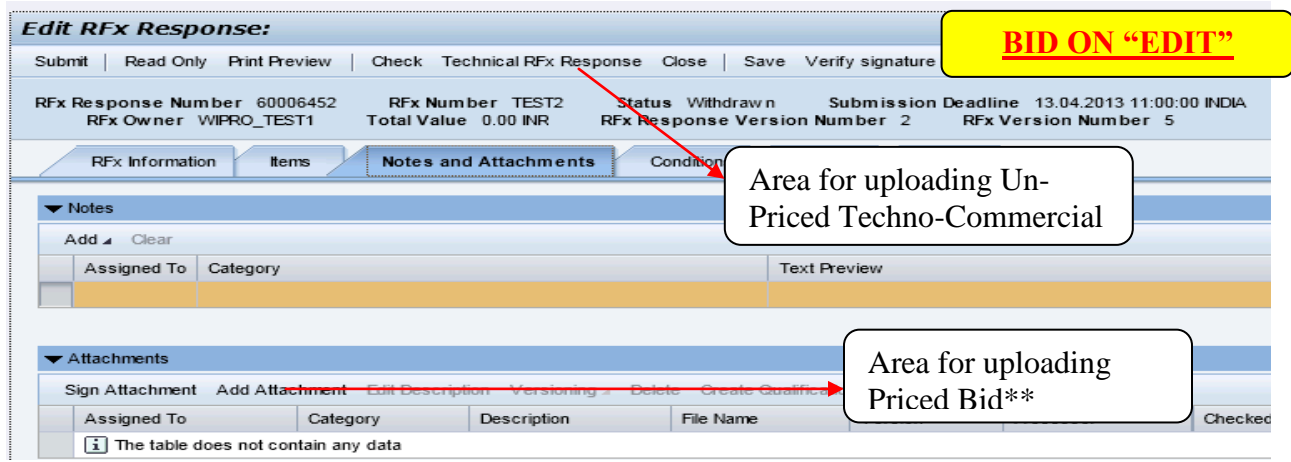 Edit RFx Response:
BID ON “EDIT”
Submit | Read Only Print Preview | Check Technical RFx Response Close | Save Verify signature
RFx Response Number 60006452 RFx Number TEST2 Status Withdrawn Submission Deadline 13.04.2013 11:00:00 INDIA
RFx Owner WIPRO_TEST1 Total Value 0.00 INR RFx Response Version Number 2 RFx Version Number 5
RFx Information Items Notes and Attachments
Area for uploading Un-
Priced Techno-Commercial
Notes
Add Clear
Assigned To Category Text Preview
Attachments
Area for uploading
Priced Bid**
Sign Attachment Add Attachment Edit Description Versioning Delete Create
Assigned To Category Description File Name Checked
The table does not contain any data